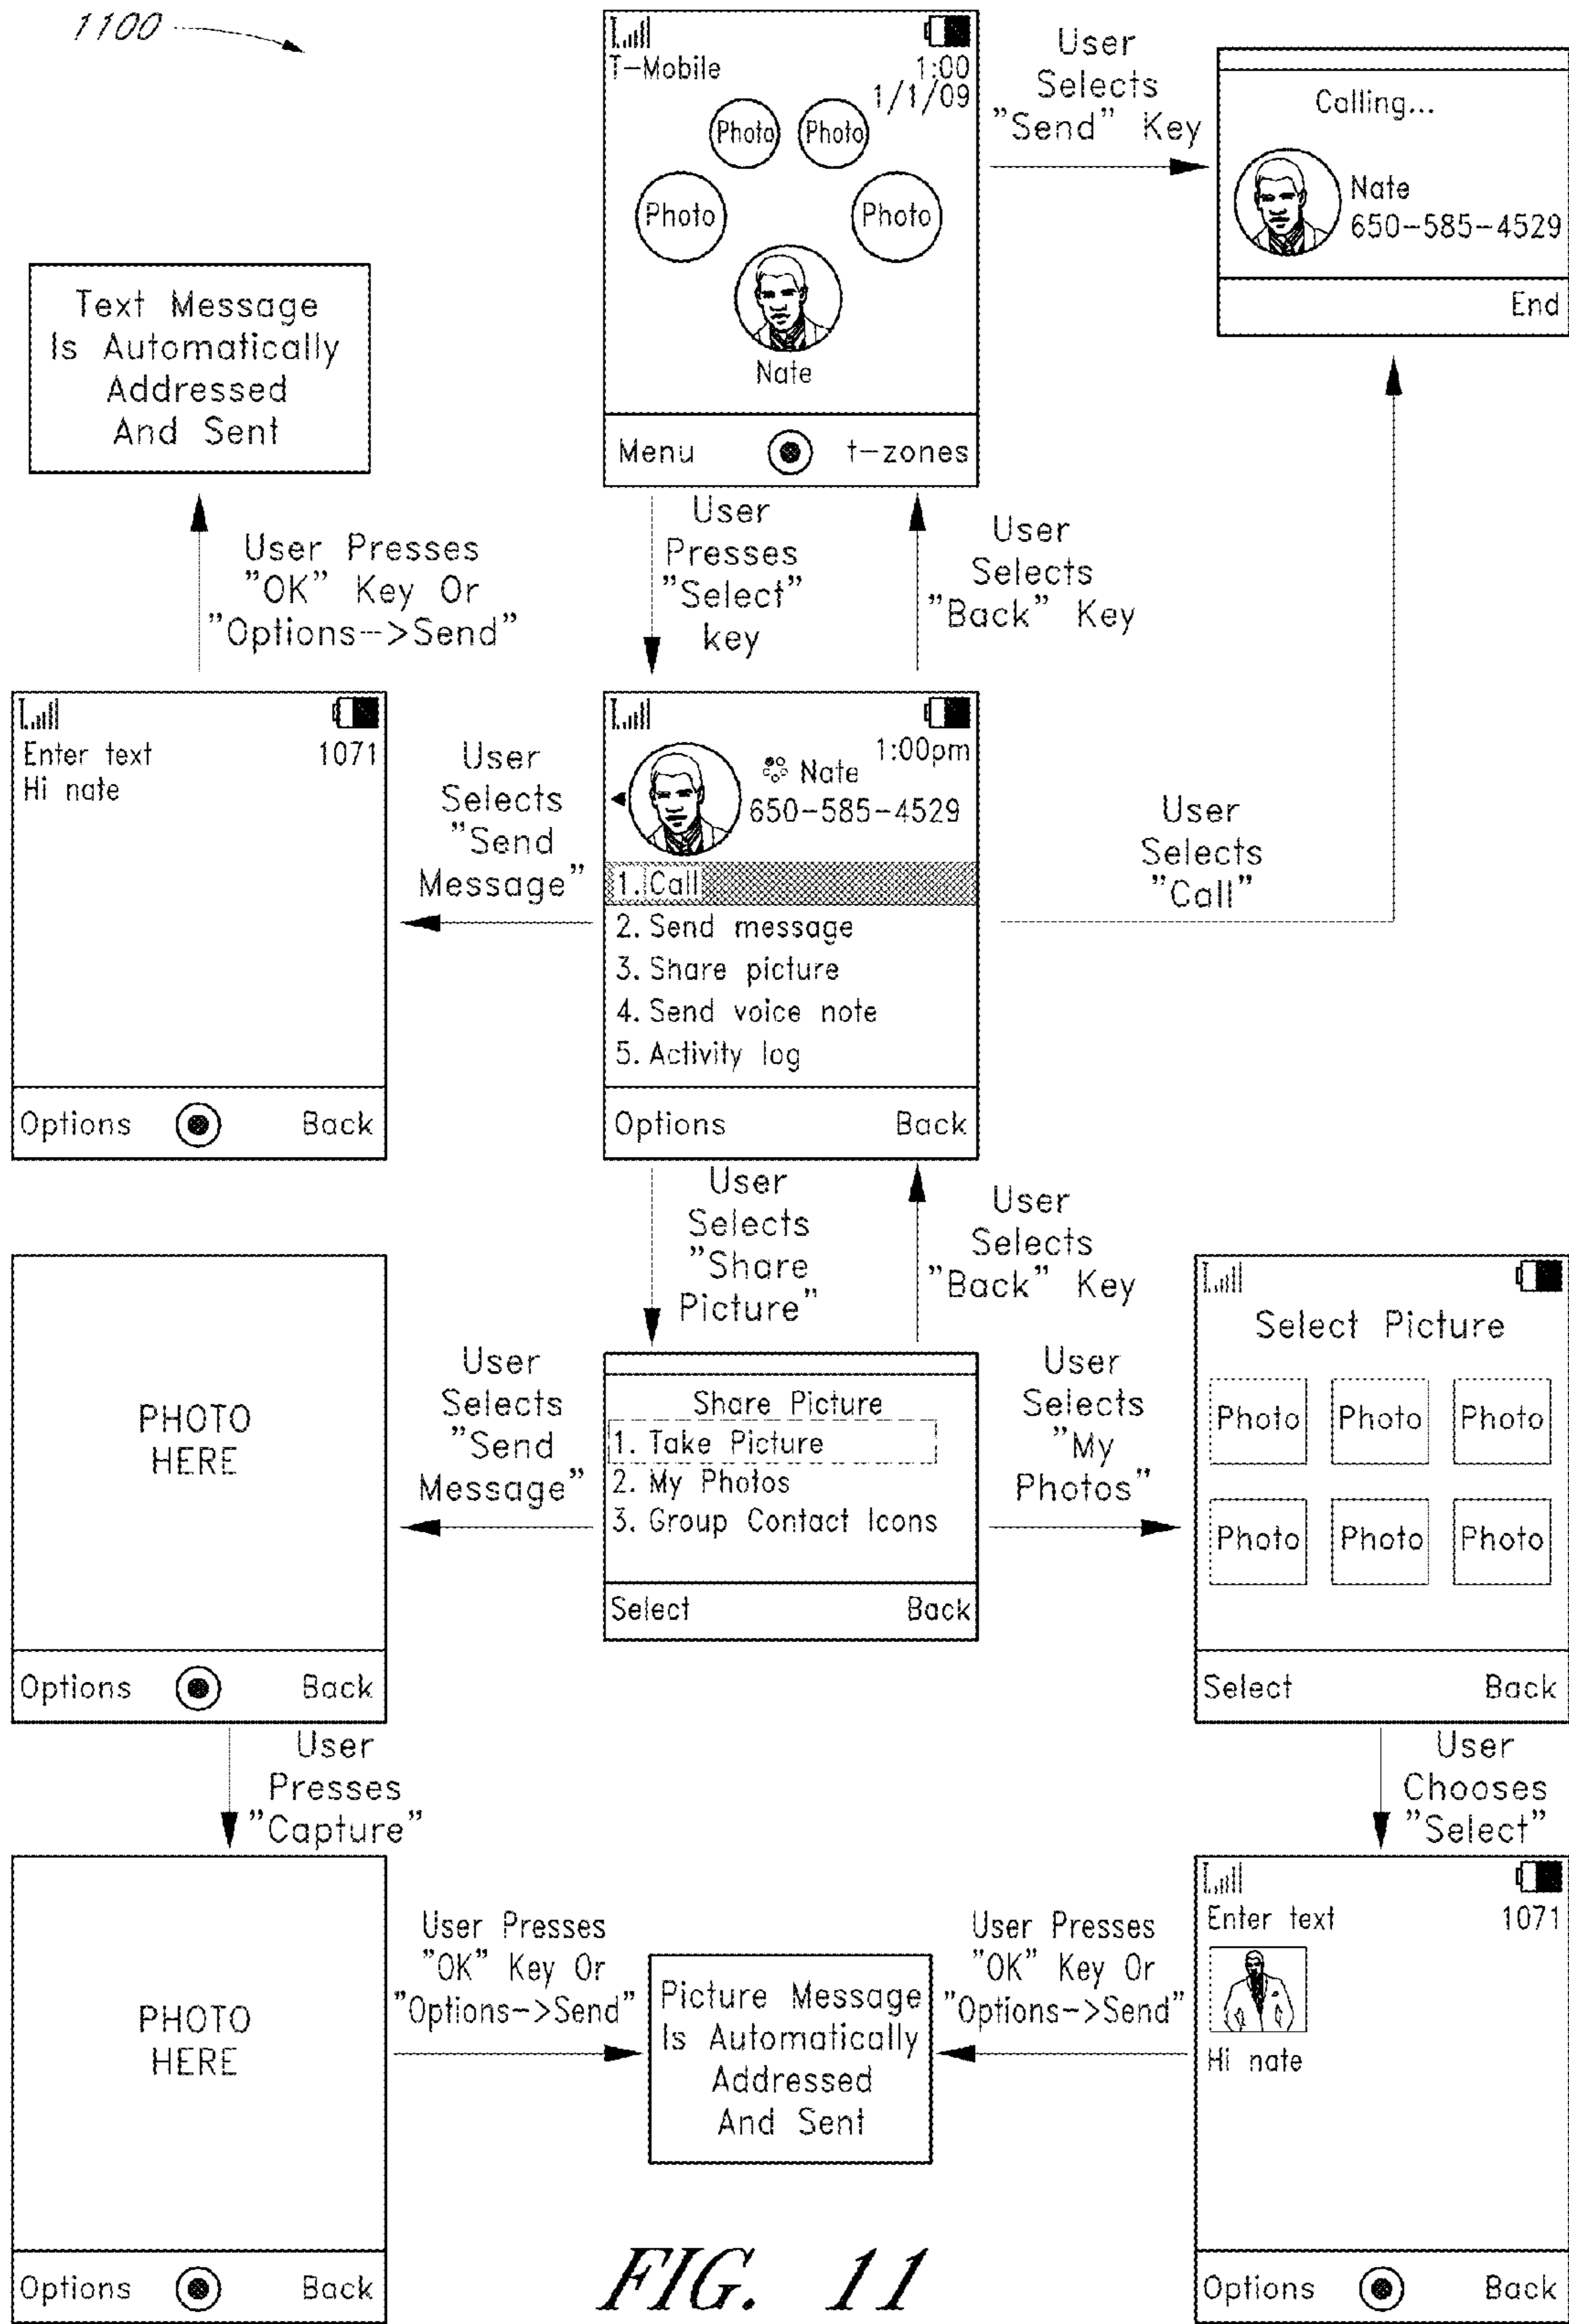 1100
T-Mobile
1:00
1/1/09
Photo
Photo
Photo
Photo
Nate
Menu
t-zones
User
Selects
"Send" Key
Calling...
Nate
650-585-4529
End
Text Message
Is Automatically
Addressed
And Sent
User Presses
"OK" Key Or
"Options-->Send"
User
Presses
"Select"
key
User
Selects
"Back" Key
Enter text
1071
Hi nate
Options
Back
User
Selects
"Send
Message"
1:00pm
Nate
650-585-4529
1. Call
2. Send message
3. Share picture
4. Send voice note
5. Activity log
Options
Back
User
Selects
"Call"
User
Selects
"Share
Picture"
User
Selects
"Back" Key
PHOTO
HERE
Options
Back
User
Selects
"Send
Message"
Share Picture
1. Take Picture
2. My Photos
3. Group Contact Icons
Select
Back
User
Selects
"My
Photos"
Select Picture
Photo
Photo
Photo
Photo
Photo
Photo
Select
Back
User
Presses
"Capture"
User
Chooses
"Select"
PHOTO
HERE
Options
Back
User Presses
"OK" Key Or
"Options->Send"
Picture Message
Is Automatically
Addressed
And Sent
User Presses
"OK" Key Or
"Options->Send"
Enter text
1071
Hi nate
Options
Back
FIG. 11